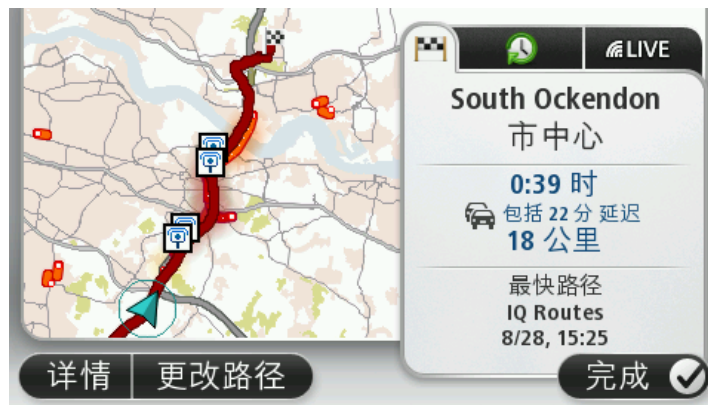 LIVE
South Ockendon
市中心
0:39 时
包括 22 分 延迟
18 公里
最快路径
IQ Routes
8/28, 15:25
详情
更改路径
完成